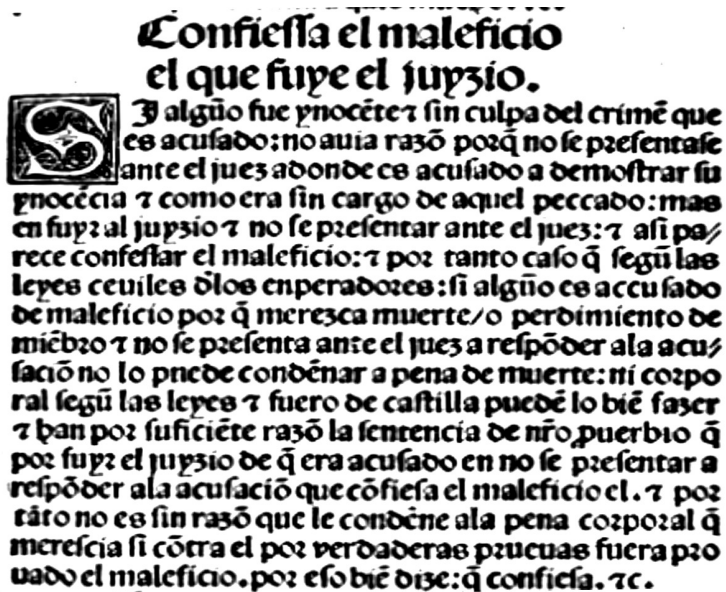 Confieſſa el maleficio
el que fuye el juyzio.
SI algũo fue ynocẽte ⁊ ſin culpa del crimẽ que
es acuſado: no auia razõ porq̃ no ſe preſentaſe
ante el juez adonde es acuſado a demoſtrar ſu
ynocẽcia ⁊ como era ſin cargo de aquel peccado: mas
en fuyr al juyzio ⁊ no ſe preſentar ante el juez: ⁊ aſi pa/
rece confeſſar el maleficio: ⁊ por tanto caſo q̃ ſegũ las
leyes ceuiles d̃los enperadores: ſi algũo es accuſado
de maleficio por q̃ merezca muerte/o perdimiento de
miẽbro ⁊ no ſe preſenta ante el juez a reſpõder ala acu/
ſaciõ no lo puede condẽnar a pena de muerte: ni corpo
ral ſegũ las leyes ⁊ fuero de caſtilla puedẽ lo biẽ fazer
⁊ han por ſuficiẽte razõ la ſentencia de nr̃o puerbio q̃
por fuyr el juyzio de q̃ era acuſado en no ſe preſentar a
reſpõder ala acuſaciõ que cõfieſa el maleficio el. ⁊ por
tãto no es ſin razõ que le condẽne ala pena corporal q̃
mereſcia ſi cõtra el por verdaderas prueuas fuera pro
uado el maleficio. por eſo biẽ dize: q̃ confieſa. ⁊c.